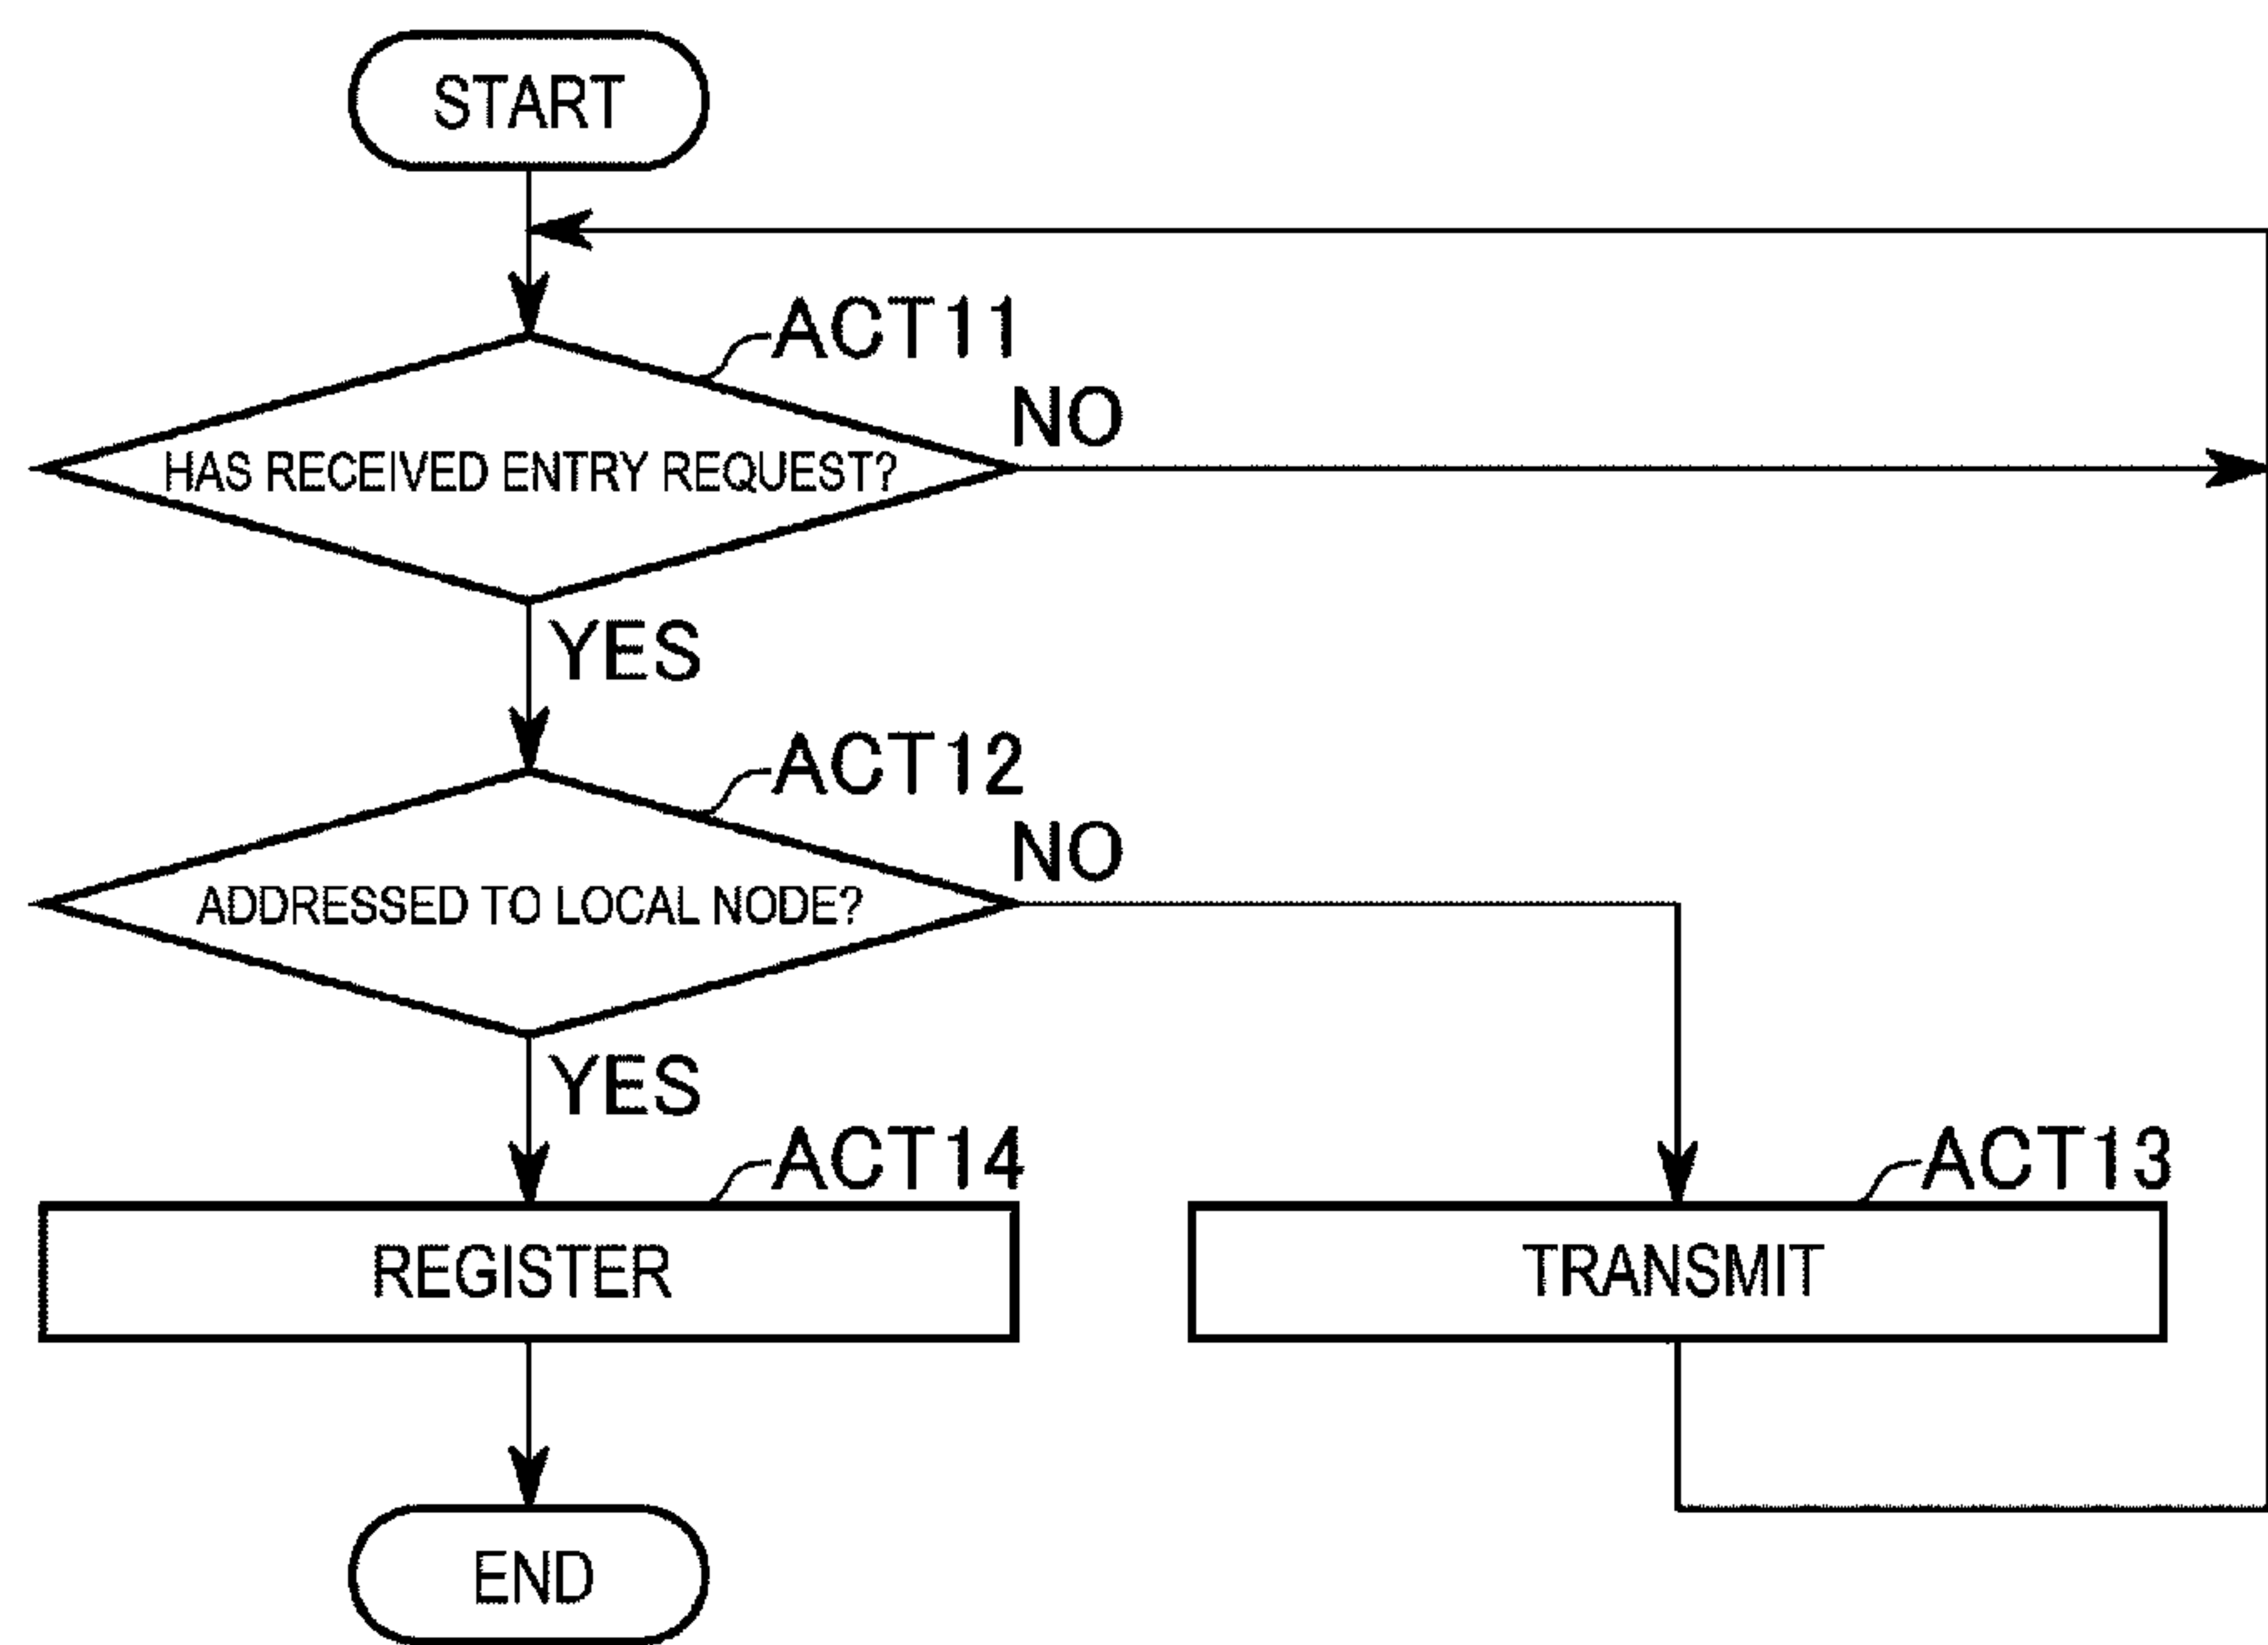 START
ACT11
NO
HAS RECEIVED ENTRY REQUEST?
YES
ACT12
NO
ADDRESSED TO LOCAL NODE?
YES
ACT14
ACT13
REGISTER
TRANSMIT
END